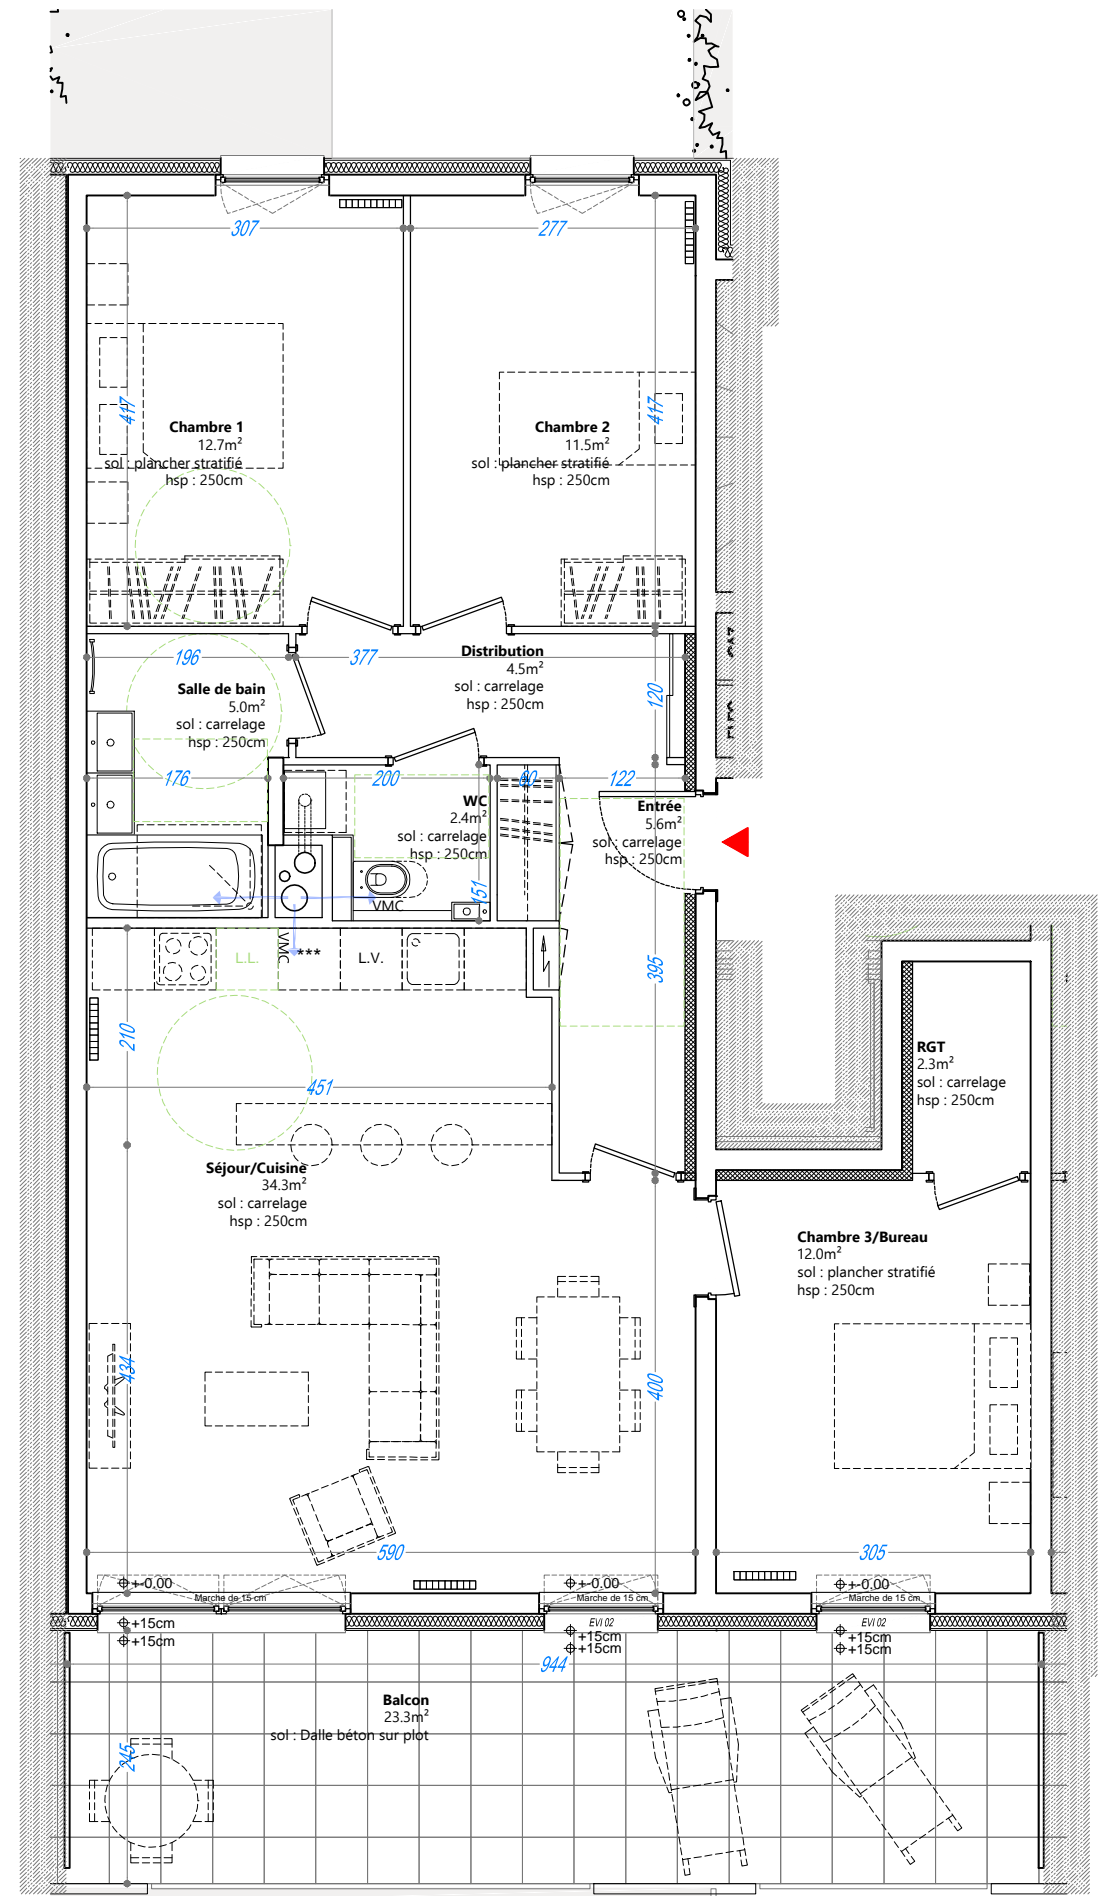 307
277
417
417
Chambre 1
12.7m²
sol : plancher stratifié
hsp : 250cm
Chambre 2
11.5m²
sol : plancher stratifié
hsp : 250cm
196
377
Distribution
4.5m²
sol : carrelage
hsp : 250cm
120
Salle de bain
5.0m²
sol : carrelage
hsp : 250cm
176
200
60
122
WC
2.4m²
sol : carrelage
hsp : 250cm
151
VMC
Entrée
5.6m²
sol : carrelage
hsp : 250cm
L.L.
VMC
***
L.V.
395
210
451
RGT
2.3m²
sol : carrelage
hsp : 250cm
Séjour/Cuisine
34.3m²
sol : carrelage
hsp : 250cm
Chambre 3/Bureau
12.0m²
sol : plancher stratifié
hsp : 250cm
434
400
590
305
+-0.00
+-0.00
+-0.00
Marche de 15 cm
Marche de 15 cm
Marche de 15 cm
EVI 02
EVI 02
+15cm
+15cm
+15cm
+15cm
+15cm
+15cm
944
Balcon
23.3m²
sol : Dalle béton sur plot
245